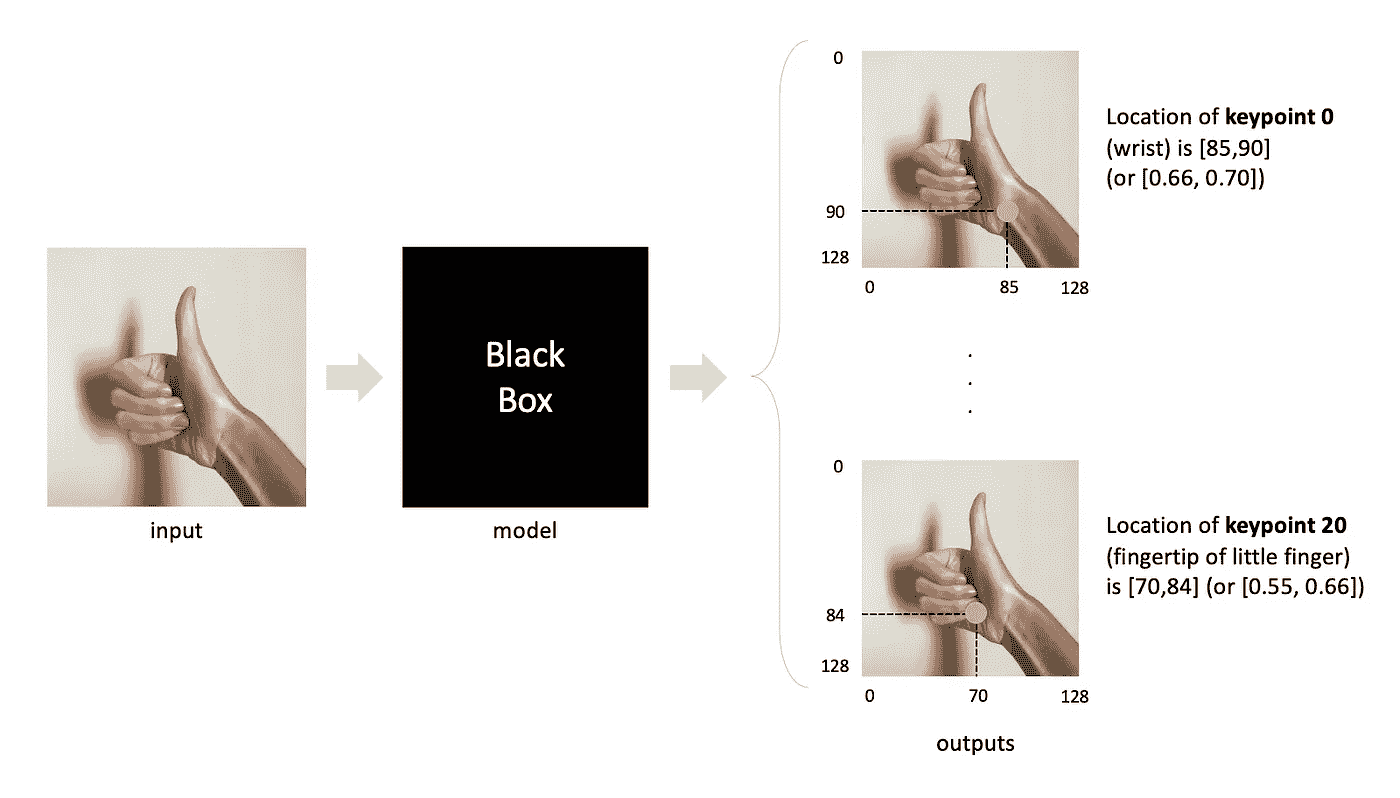 input
Black
Box
model
0
90
128
0
85
128
Location of keypoint 0
(wrist) is [85,90]
(or [0.66, 0.70])
.
.
.
0
84
128
0
70
128
Location of keypoint 20
(fingertip of little finger)
is [70,84] (or [0.55, 0.66])
outputs